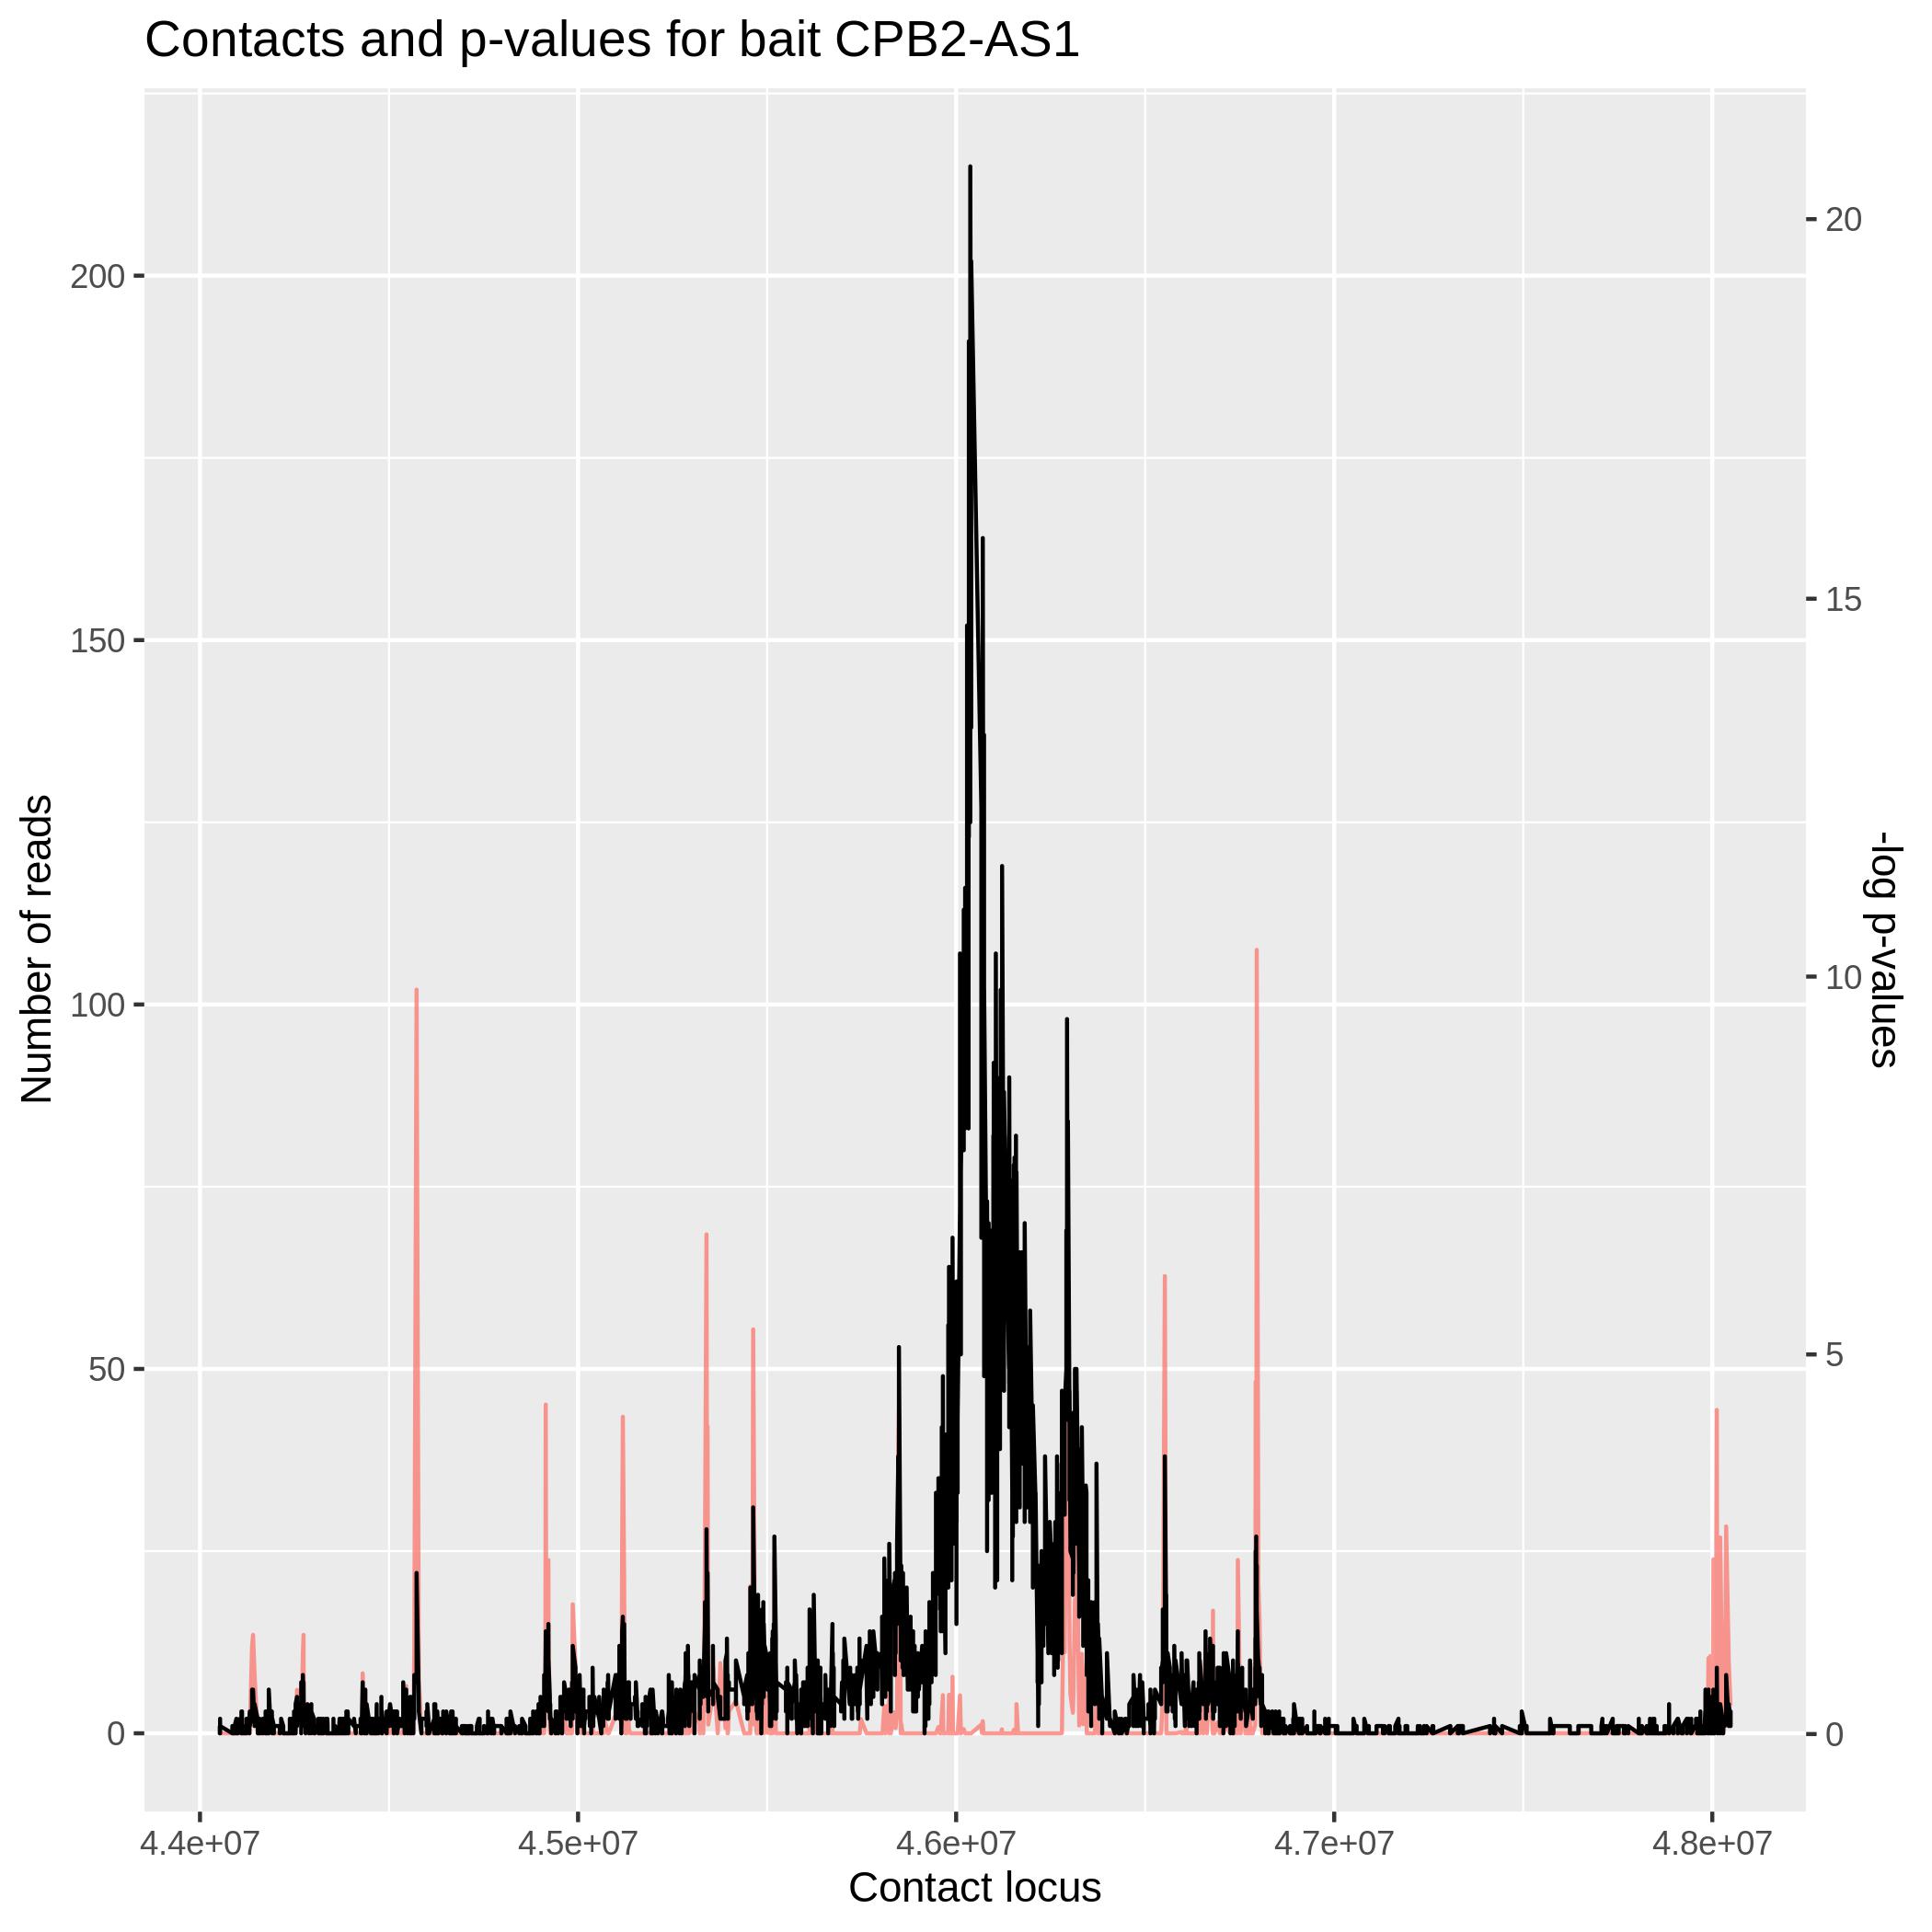 Contacts and p-values for bait CPB2-AS1
Number of reads
200
150
100
50
0
20
15
10
5
0
-log p-values
4.4e+07 4.5e+07 4.6e+07 4.7e+07 4.8e+07
Contact locus